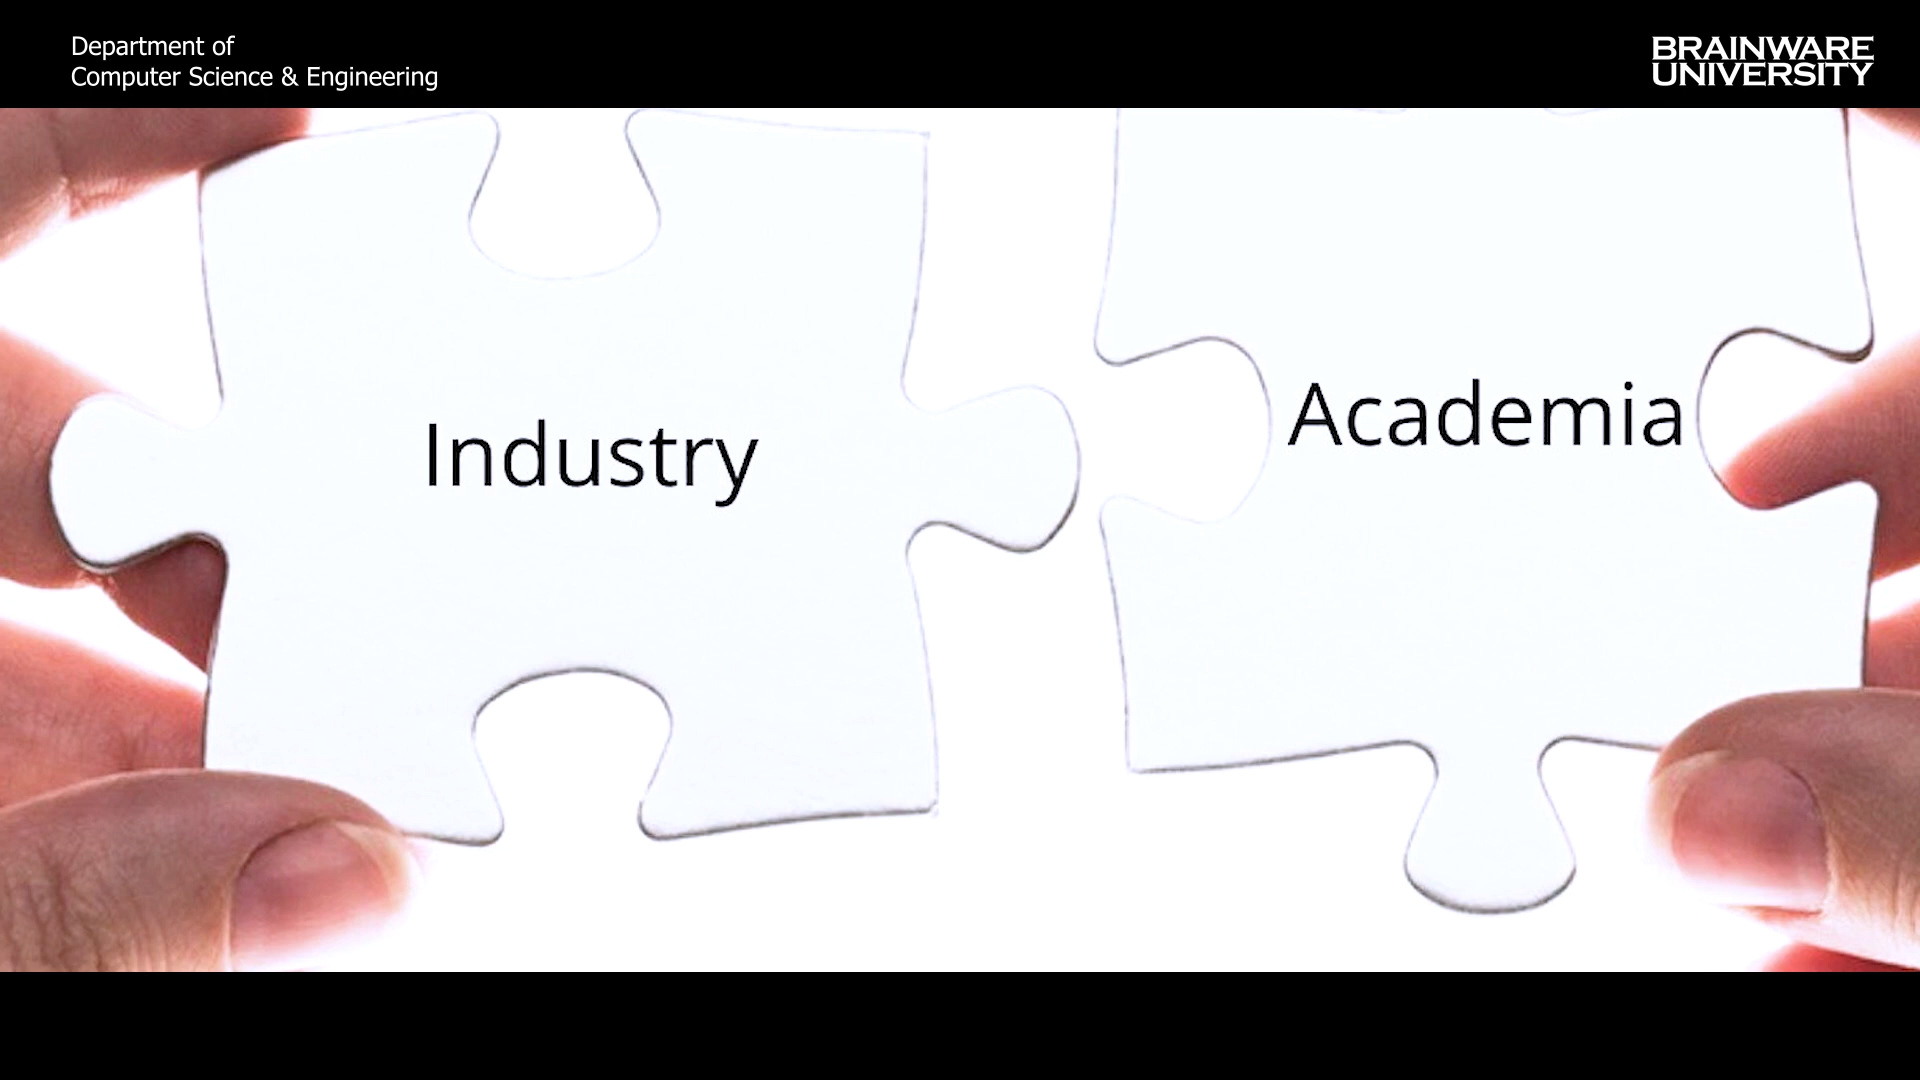 Department of
Computer Science & Engineering
BRAINWARE
UNIVERSITY
Industry
Academia